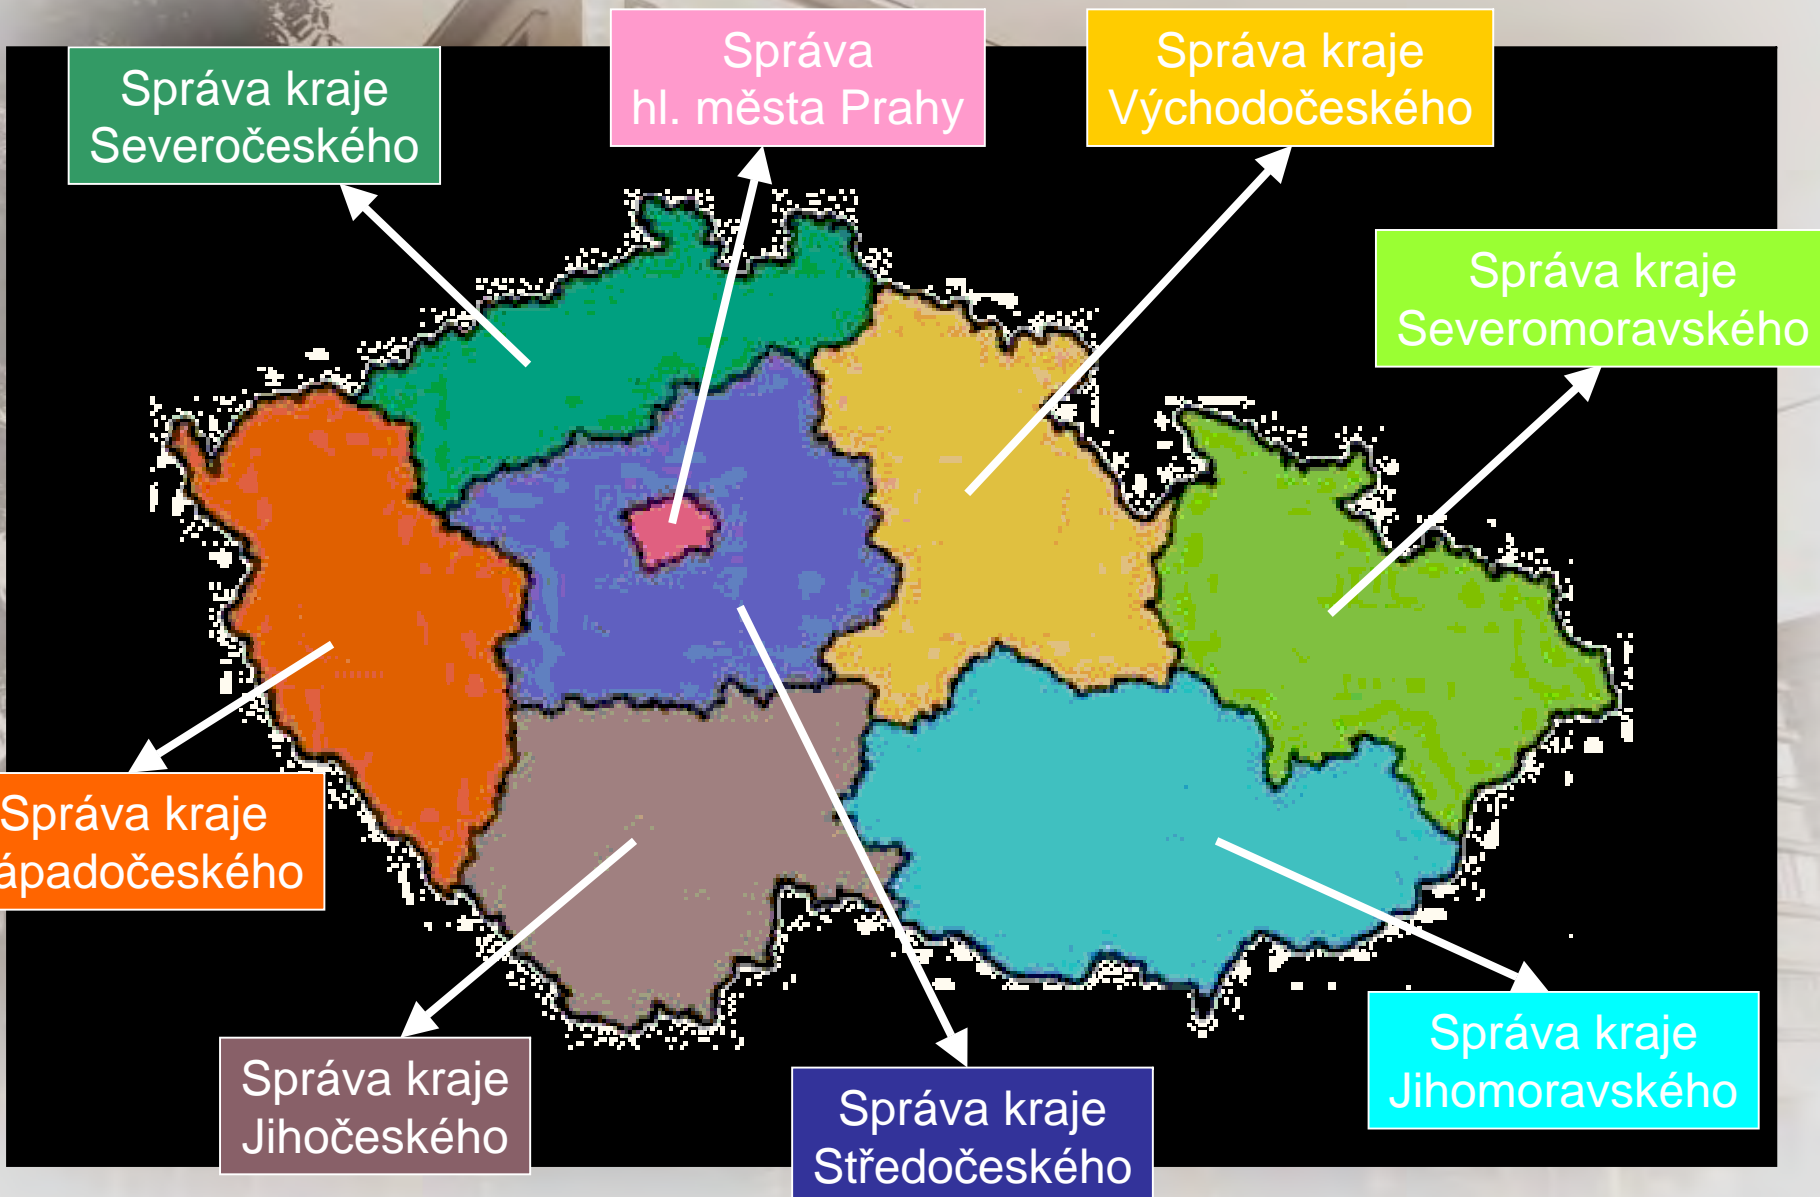 Správa
hl. města Prahy
Správa kraje
Východočeského
Správa kraje
Severočeského
Správa kraje
Severomoravského
Správa kraje
ápadočeského
Správa kraje
Jihomoravského
Správa kraje
Jihočeského
Správa kraje
Středočeského